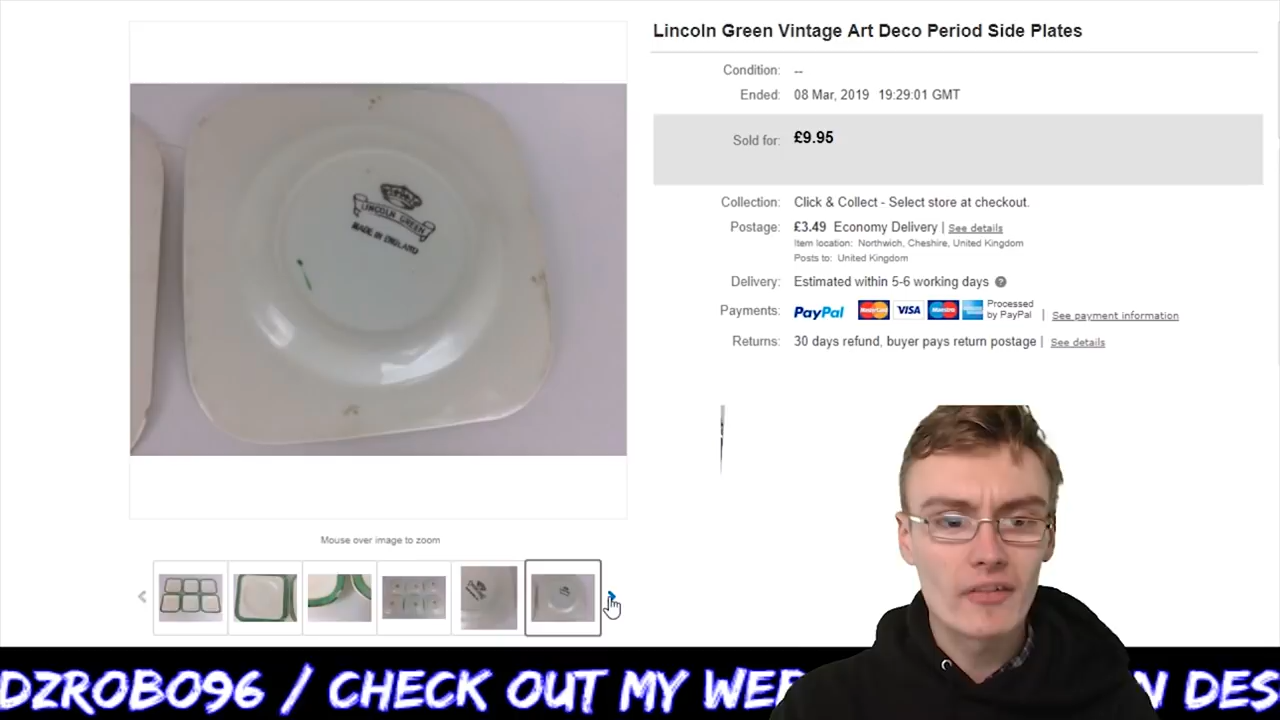 Lincoln Green Vintage Art Deco Period Side Plates
Condition: --
Ended: 08 Mar, 2019 19:29:01 GMT
Sold for: £9.95
Collection: Click & Collect - Select store at checkout.
Postage: £3.49 Economy Delivery | See details
Item location: Northwich, Cheshire, United Kingdom
Posts to: United Kingdom
Delivery: Estimated within 5-6 working days
Payments: PayPal MasterCard VISA Maestro Processed by PayPal | See payment information
Returns: 30 days refund, buyer pays return postage | See details
LINCOLN GREEN
MADE IN ENGLAND
Mouse over image to zoom
DZROBO96 / CHECK OUT MY WE N DES